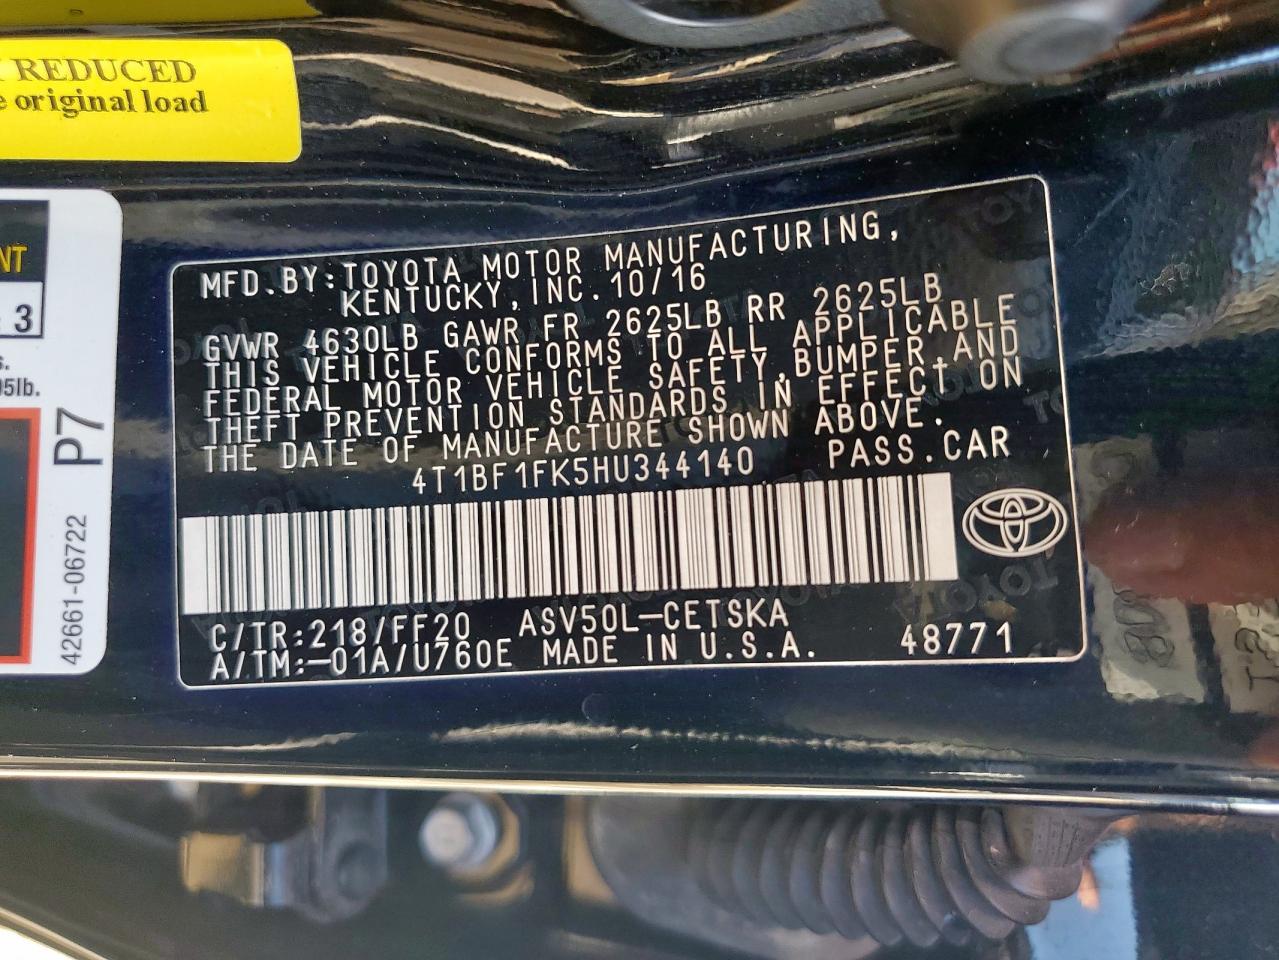 REDUCED
original load
NT
3
s.
95lb.
P7
42661-06722
MFD.BY:TOYOTA MOTOR MANUFACTURING,
KENTUCKY,INC.10/16
GVWR 4630LB GAWR FR 2625LB RR 2625LB
THIS VEHICLE CONFORMS TO ALL APPLICABLE
FEDERAL MOTOR VEHICLE SAFETY,BUMPER,AND
THEFT PREVENTION STANDARDS IN EFFECT ON
THE DATE OF MANUFACTURE SHOWN ABOVE.
4T1BF1FK5HU344140 PASS.CAR
C/TR:218/FF20 ASV50L-CETSKA
A/TM:-01A/U760E MADE IN U.S.A. 48771